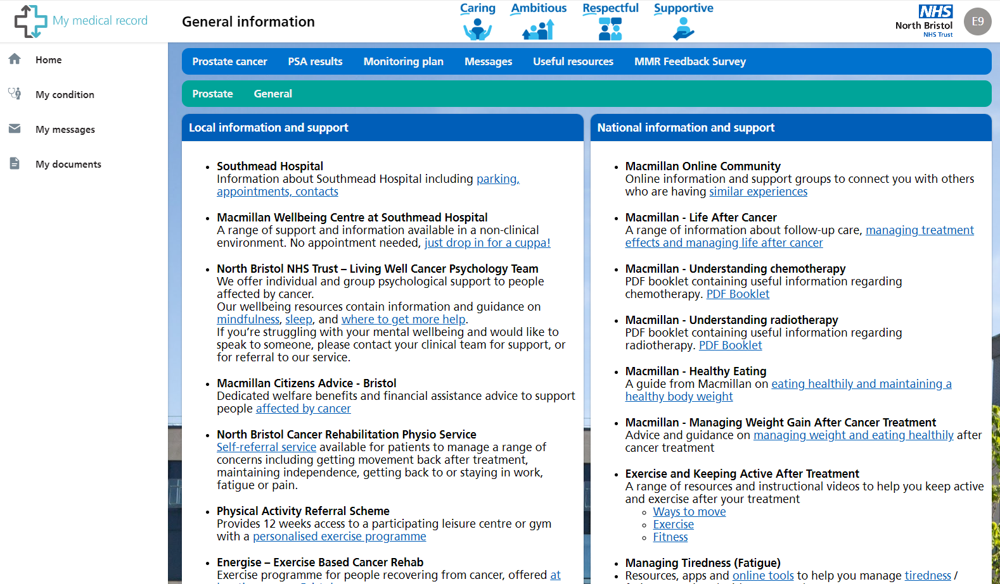 My medical record
General information
Caring
Ambitious
Respectful
Supportive
NHS
North Bristol
NHS Trust
E9
Home
My condition
My messages
My documents
Prostate cancer
PSA results
Monitoring plan
Messages
Useful resources
MMR Feedback Survey
Prostate
General
Local information and support
Southmead Hospital
Information about Southmead Hospital including parking,
appointments, contacts
Macmillan Wellbeing Centre at Southmead Hospital
A range of support and information available in a non-clinical
environment. No appointment needed, just drop in for a cuppa!
North Bristol NHS Trust – Living Well Cancer Psychology Team
We offer individual and group psychological support to people
affected by cancer.
Our wellbeing resources contain information and guidance on
mindfulness, sleep, and where to get more help.
If you’re struggling with your mental wellbeing and would like to
speak to someone, please contact your clinical team for support, or
for referral to our service.
Macmillan Citizens Advice - Bristol
Dedicated welfare benefits and financial assistance advice to support
people affected by cancer
North Bristol Cancer Rehabilitation Physio Service
Self-referral service available for patients to manage a range of
concerns including getting movement back after treatment,
maintaining independence, getting back to or staying in work,
fatigue or pain.
Physical Activity Referral Scheme
Provides 12 weeks access to a participating leisure centre or gym
with a personalised exercise programme
Energise – Exercise Based Cancer Rehab
Exercise programme for people recovering from cancer, offered at
National information and support
Macmillan Online Community
Online information and support groups to connect you with others
who are having similar experiences
Macmillan - Life After Cancer
A range of information about follow-up care, managing treatment
effects and managing life after cancer
Macmillan - Understanding chemotherapy
PDF booklet containing useful information regarding
chemotherapy. PDF Booklet
Macmillan - Understanding radiotherapy
PDF booklet containing useful information regarding
radiotherapy. PDF Booklet
Macmillan - Healthy Eating
A guide from Macmillan on eating healthily and maintaining a
healthy body weight
Macmillan - Managing Weight Gain After Cancer Treatment
Advice and guidance on managing weight and eating healthily after
cancer treatment
Exercise and Keeping Active After Treatment
A range of resources and instructional videos to help you keep active
and exercise after your treatment
Ways to move
Exercise
Fitness
Managing Tiredness (Fatigue)
Resources, apps and online tools to help you manage tiredness /